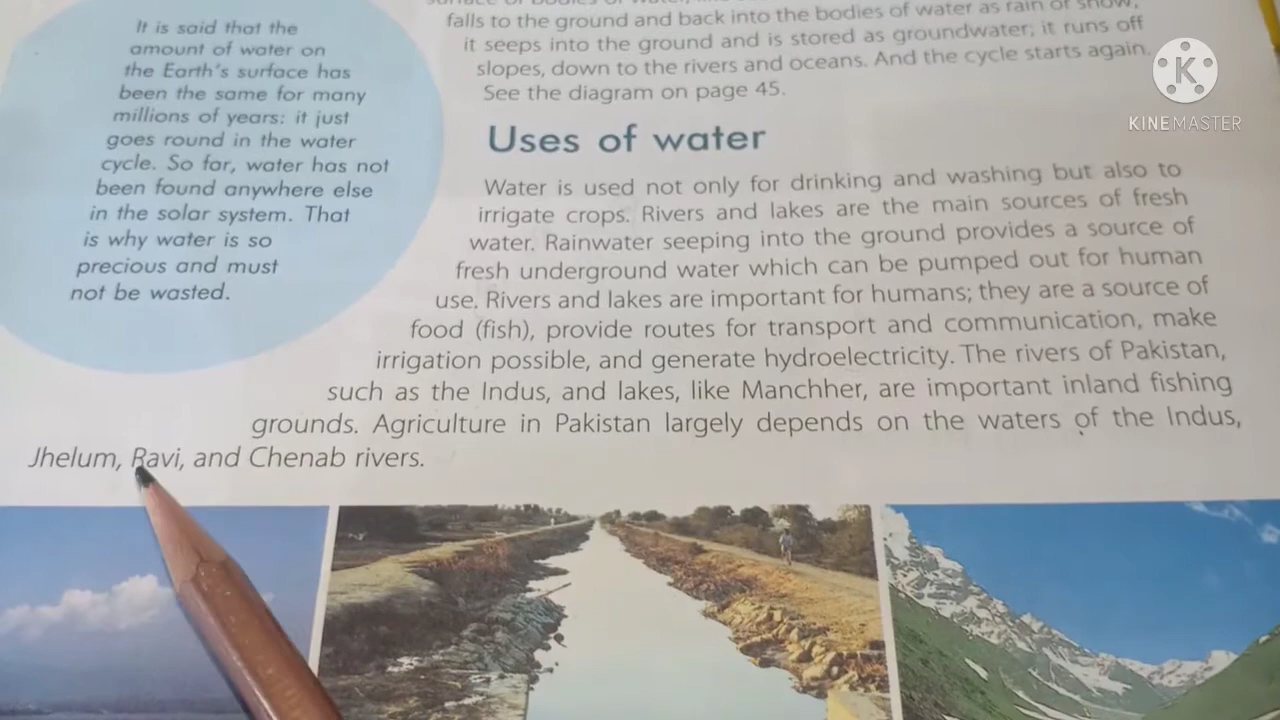 It is said that the
amount of water on
the Earth's surface has
been the same for many
millions of years: it just
goes round in the water
cycle. So far, water has not
been found anywhere else
in the solar system. That
is why water is so
precious and must
not be wasted.
falls to the ground and back into the bodies of water as rain or snow,
it seeps into the ground and is stored as groundwater; it runs off
slopes, down to the rivers and oceans. And the cycle starts again.
See the diagram on page 45.
Uses of water
Water is used not only for drinking and washing but also to
irrigate crops. Rivers and lakes are the main sources of fresh
water. Rainwater seeping into the ground provides a source of
fresh underground water which can be pumped out for human
use. Rivers and lakes are important for humans; they are a source of
food (fish), provide routes for transport and communication, make
irrigation possible, and generate hydroelectricity. The rivers of Pakistan,
such as the Indus, and lakes, like Manchher, are important inland fishing
grounds. Agriculture in Pakistan largely depends on the waters of the Indus,
Jhelum, Ravi, and Chenab rivers.
K
KINEMASTER